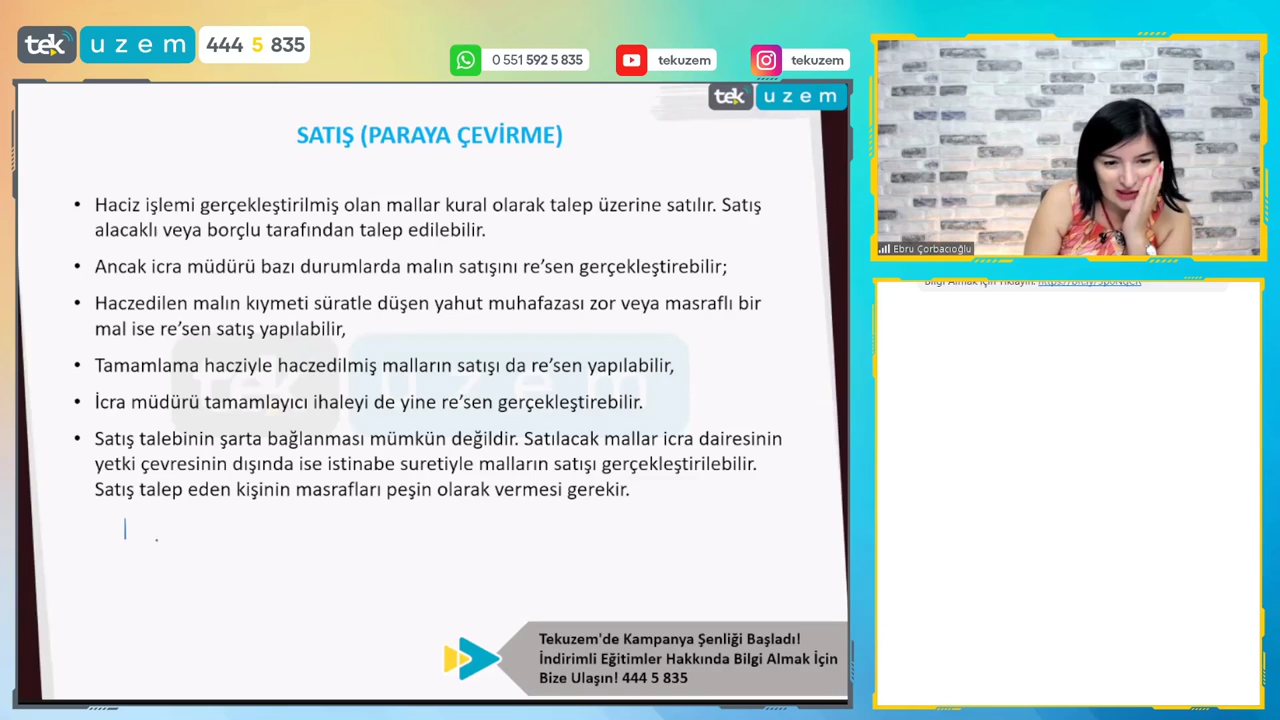 tek uzem 444 5 835
0 551 592 5 835
tekuzem
tekuzem
tek uzem
SATIŞ (PARAYA ÇEVİRME)
• Haciz işlemi gerçekleştirilmiş olan mallar kural olarak talep üzerine satılır. Satış
alacaklı veya borçlu tarafından talep edilebilir.
• Ancak icra müdürü bazı durumlarda malın satışını re’sen gerçekleştirebilir;
• Haczedilen malın kıymeti süratle düşen yahut muhafazası zor veya masraflı bir
mal ise re’sen satış yapılabilir,
• Tamamlama hacziyle haczedilmiş malların satışı da re’sen yapılabilir,
• İcra müdürü tamamlayıcı ihaleyi de yine re’sen gerçekleştirebilir.
• Satış talebinin şarta bağlanması mümkün değildir. Satılacak mallar icra dairesinin
yetki çevresinin dışında ise istinabe suretiyle malların satışı gerçekleştirilebilir.
Satış talep eden kişinin masrafları peşin olarak vermesi gerekir.
tek uzem
Tekuzem'de Kampanya Şenliği Başladı!
İndirimli Eğitimler Hakkında Bilgi Almak İçin
Bize Ulaşın! 444 5 835
Ebru Çorbacıoğlu
Bilgi Almak İçin Tıklayın: